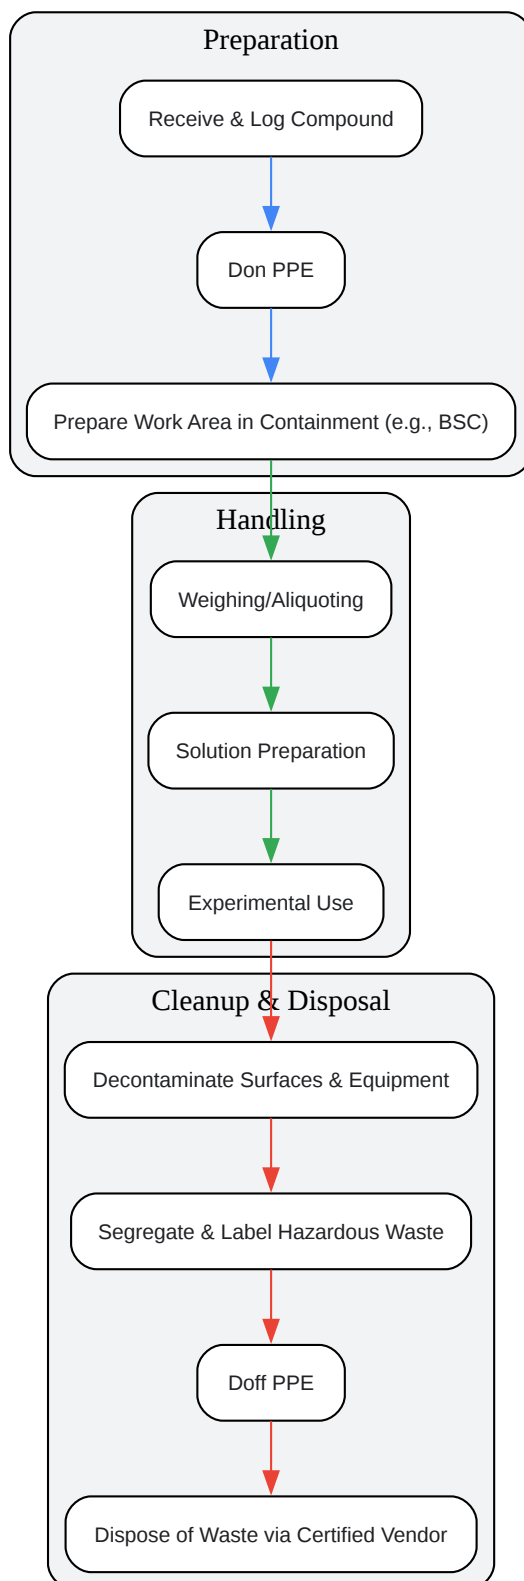 Preparation
Receive & Log Compound
Don PPE
Prepare Work Area in Containment (e.g., BSC)
Handling
Weighing/Aliquoting
Solution Preparation
Experimental Use
Cleanup & Disposal
Decontaminate Surfaces & Equipment
Segregate & Label Hazardous Waste
Doff PPE
Dispose of Waste via Certified Vendor